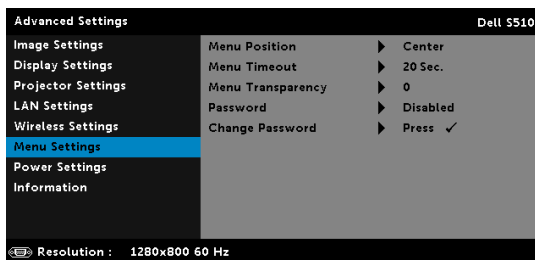 Advanced Settings Dell S510
Image Settings Menu Position Center
Display Settings Menu Timeout 20 Sec.
Projector Settings Menu Transparency 0
LAN Settings Password Disabled
Wireless Settings Change Password Press ✓
Menu Settings
Power Settings
Information
Resolution : 1280x800 60 Hz